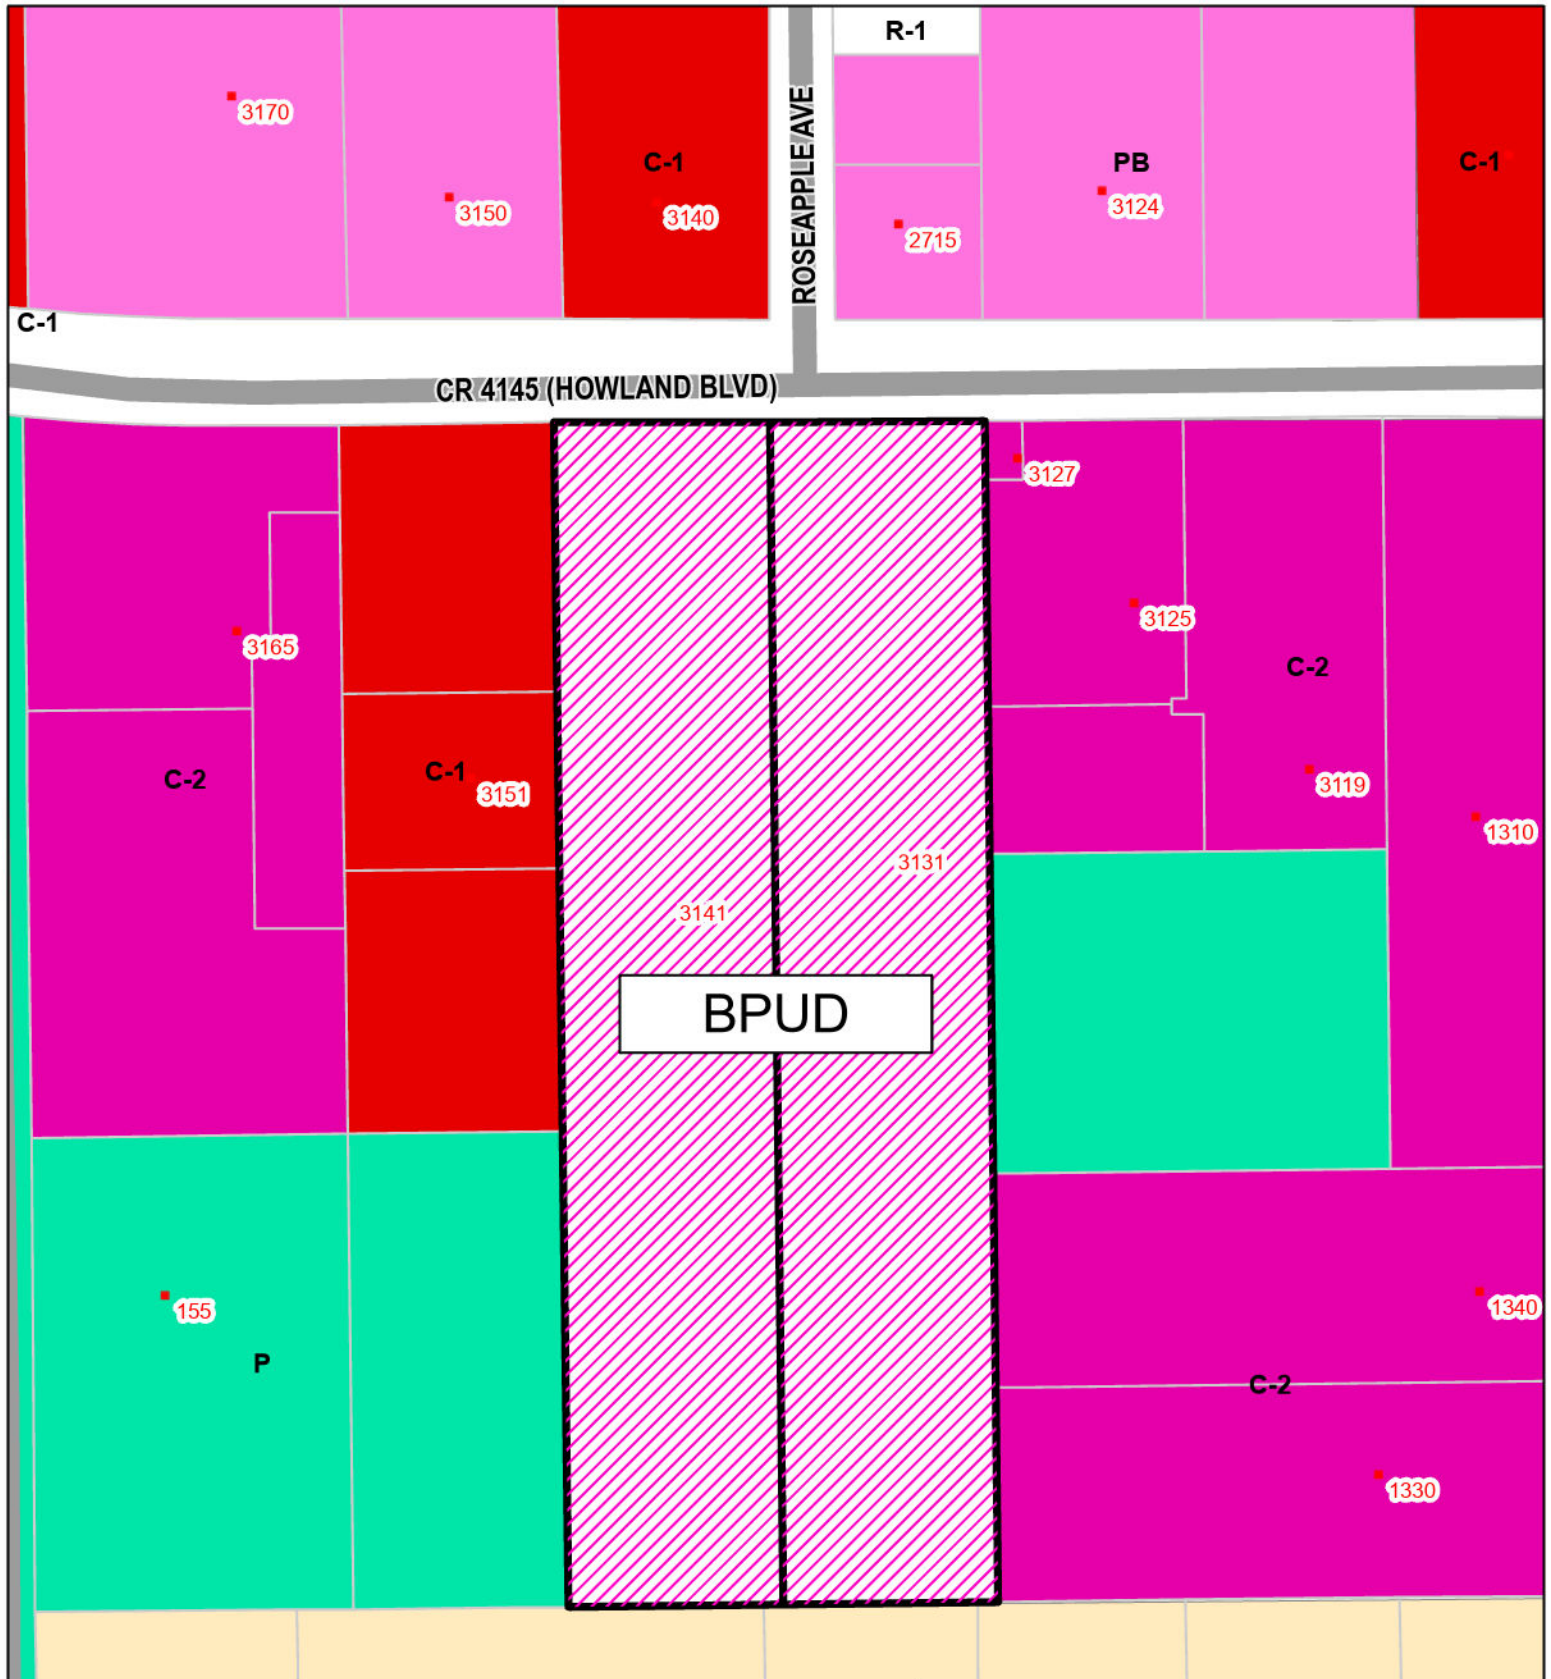 R-1
3170
C-1
PB
C-1
3150
3140
ROSEAPPLE AVE
3124
2715
C-1
CR 4145 (HOWLAND BLVD)
3127
3125
3165
C-2
C-2
C-1
3151
3119
1310
3131
3141
BPUD
155
1340
P
C-2
1330